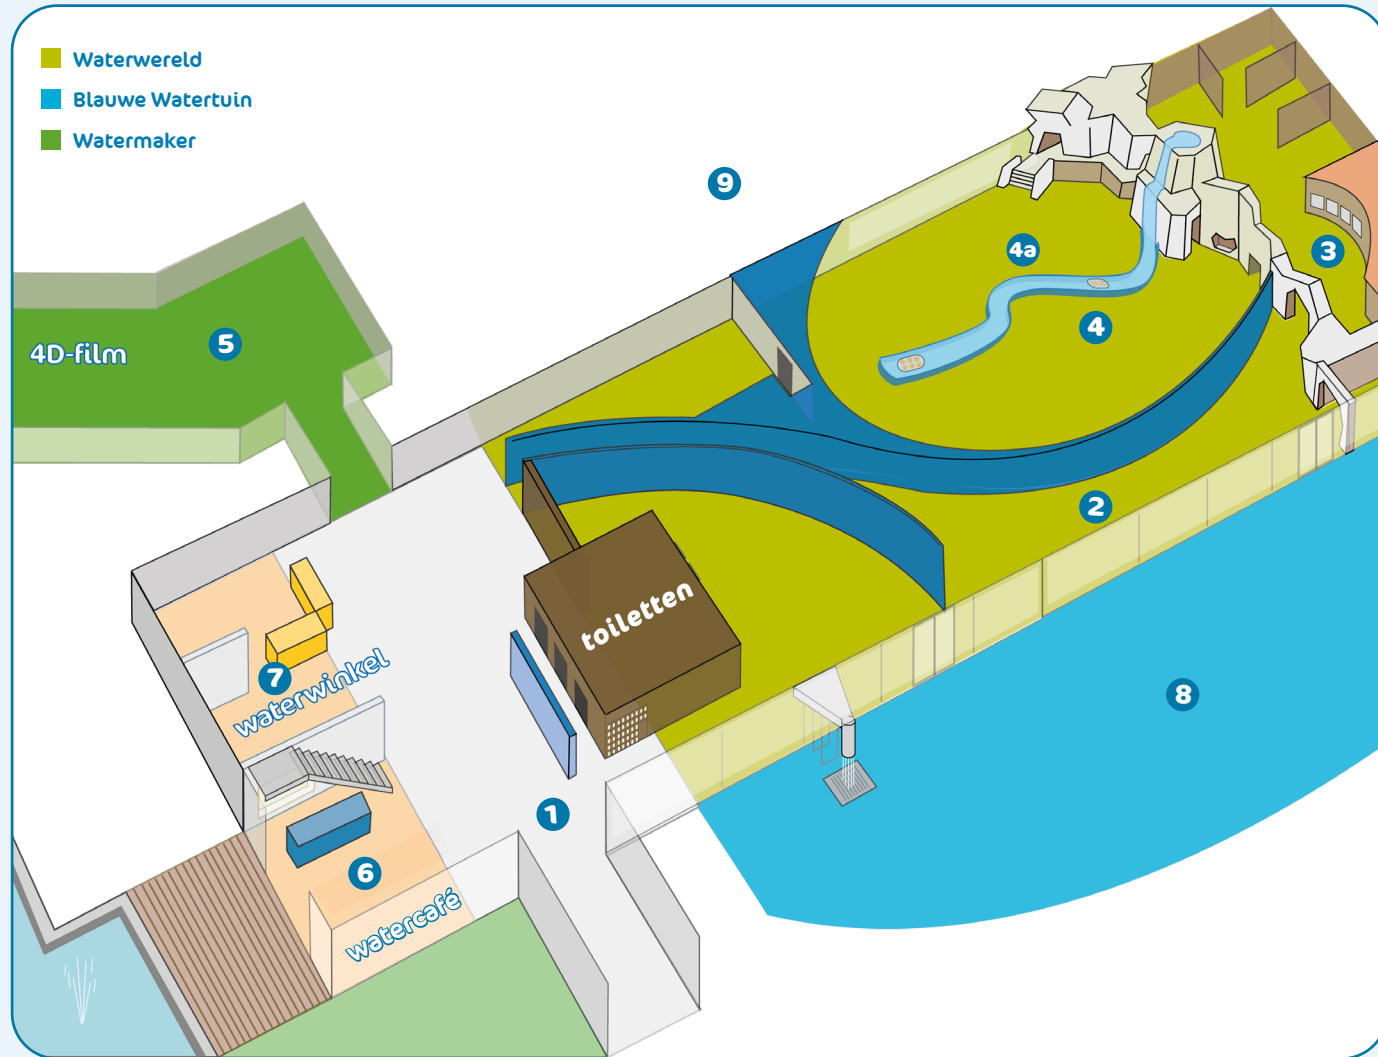 Waterwereld
Blauwe Watertuin
Watermaker
9
4a
3
4
5
4D-film
2
toiletten
7
waterwinkel
8
1
6
watercafé